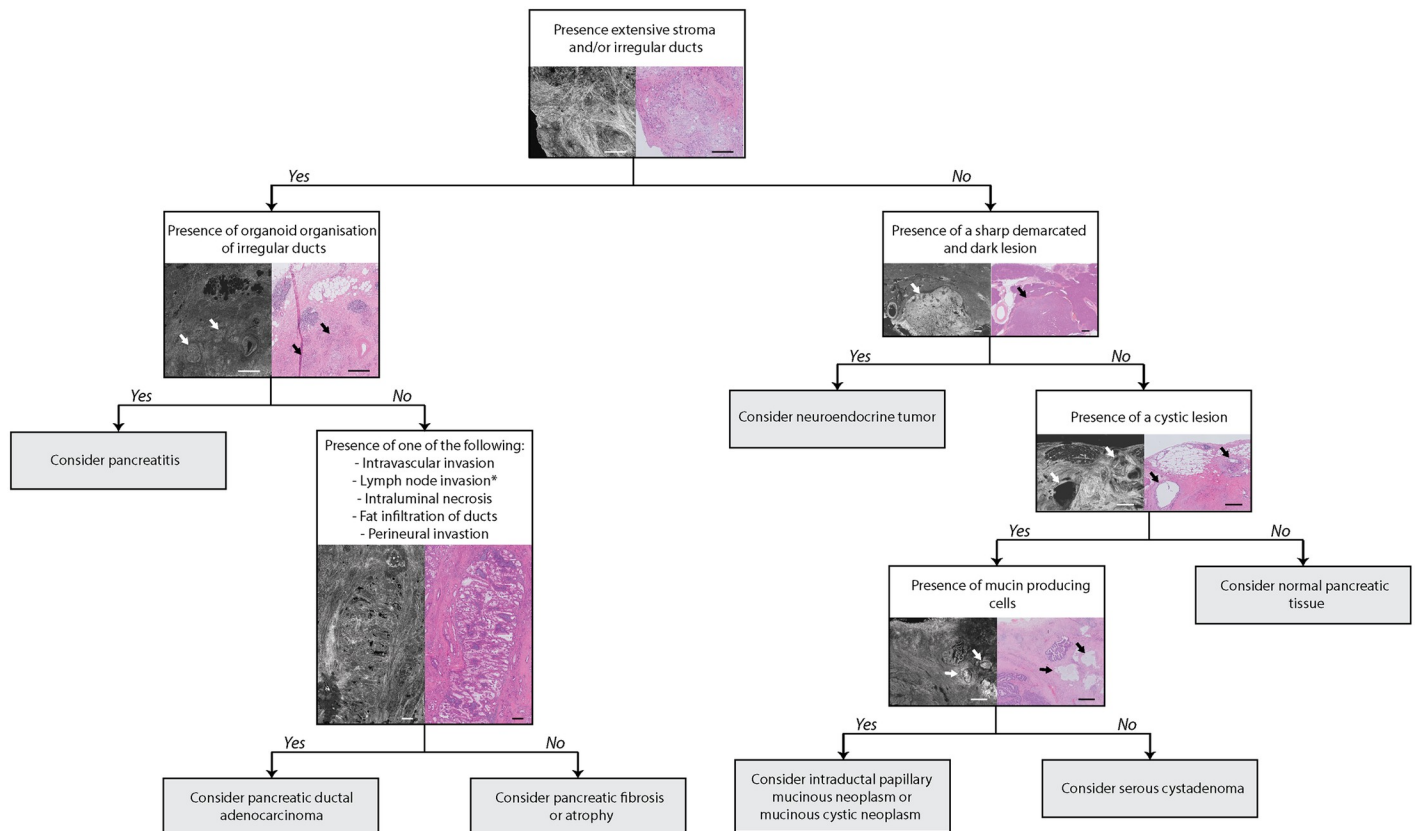 Presence extensive stroma
and/or irregular ducts
Yes
No
Presence of organoid organisation
of irregular ducts
Presence of a sharp demarcated
and dark lesion
Yes
No
Yes
No
Consider pancreatitis
Presence of one of the following:
- Intravascular invasion
- Lymph node invasion*
- Intraluminal necrosis
- Fat infiltration of ducts
- Perineural invastion
Consider neuroendocrine tumor
Presence of a cystic lesion
Yes
No
Presence of mucin producing
cells
Consider normal pancreatic
tissue
Yes
No
Yes
No
Consider pancreatic ductal
adenocarcinoma
Consider pancreatic fibrosis
or atrophy
Consider intraductal papillary
mucinous neoplasm or
mucinous cystic neoplasm
Consider serous cystadenoma